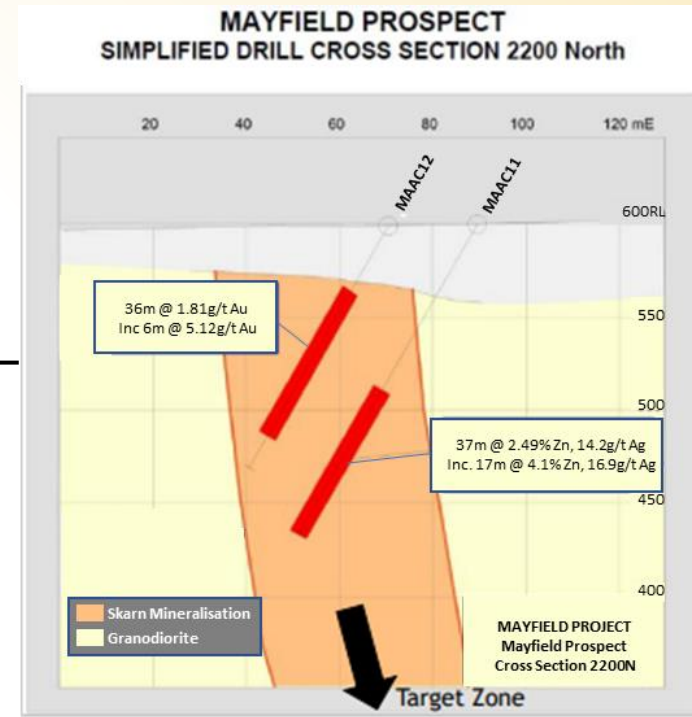 MAYFIELD PROSPECT
SIMPLIFIED DRILL CROSS SECTION 2200 North
20 40 60 80 100 120 mE
MAAC12
MAAC11
600RL
36m @ 1.81g/t Au
Inc 6m @ 5.12g/t Au
550
500
37m @ 2.49%Zn, 14.2g/t Ag
Inc. 17m @ 4.1%Zn, 16.9g/t Ag
450
400
Skarn Mineralisation
Granodiorite
MAYFIELD PROJECT
Mayfield Prospect
Cross Section 2200N
Target Zone